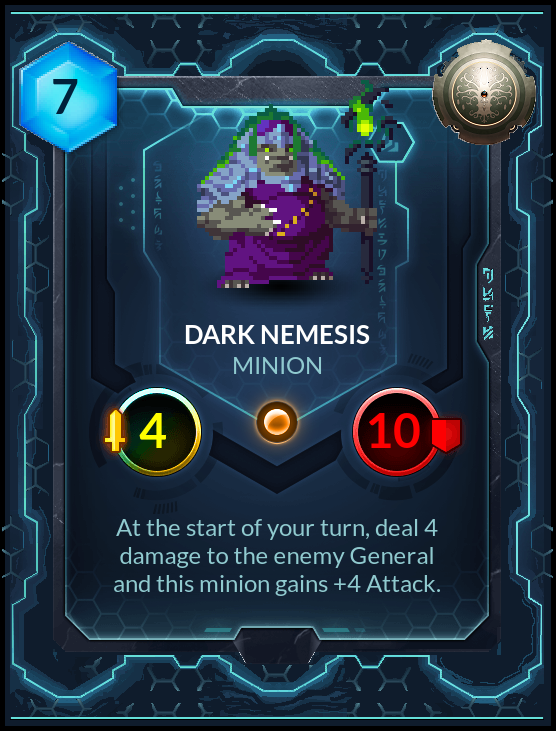 7
DARK NEMESIS
MINION
4
10
At the start of your turn, deal 4
damage to the enemy General
and this minion gains +4 Attack.